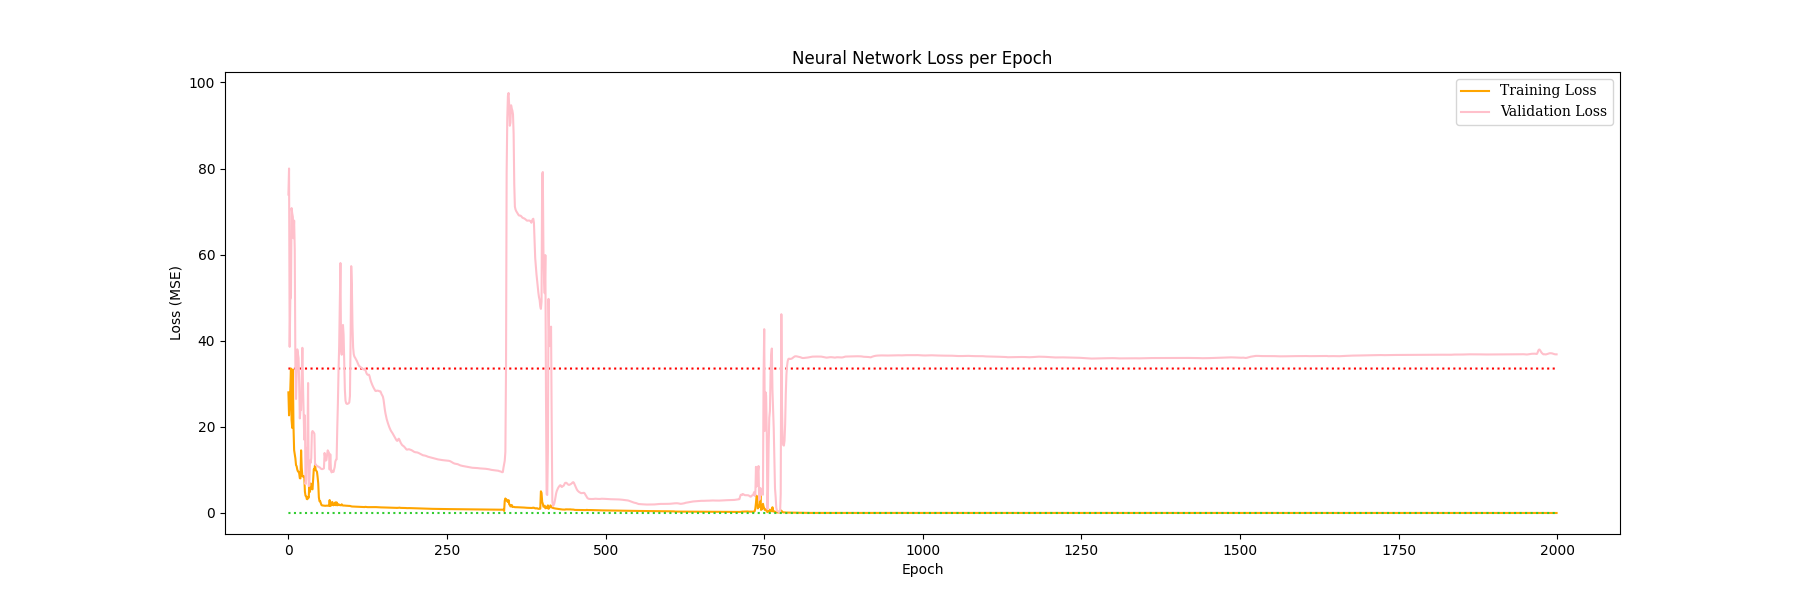 Neural Network Loss per Epoch
Training Loss
Validation Loss
Loss (MSE)
100
80
60
40
20
0
0 250 500 750 1000 1250 1500 1750 2000
Epoch